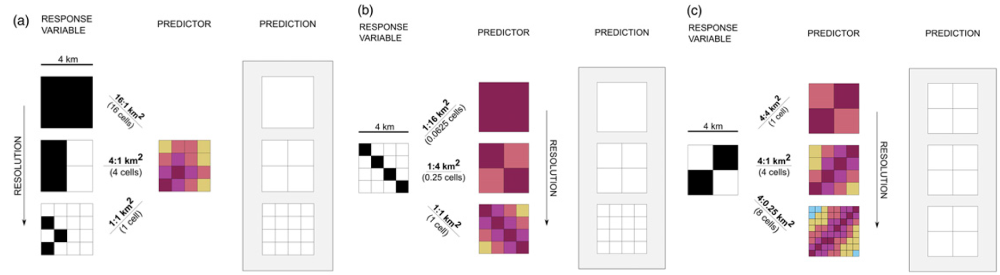 (a)
RESPONSE
VARIABLE
PREDICTOR
PREDICTION
4 km
RESOLUTION
16:1 km²
(16 cells)
4:1 km²
(4 cells)
1:1 km²
(1 cell)
(b)
RESPONSE
VARIABLE
PREDICTOR
PREDICTION
4 km
1:16 km²
(0.0625 cells)
1:4 km²
(0.25 cells)
1:1 km²
(1 cell)
RESOLUTION
(c)
RESPONSE
VARIABLE
PREDICTOR
PREDICTION
4 km
4:4 km²
(1 cell)
4:1 km²
(4 cells)
4:0.25 km²
(8 cells)
RESOLUTION